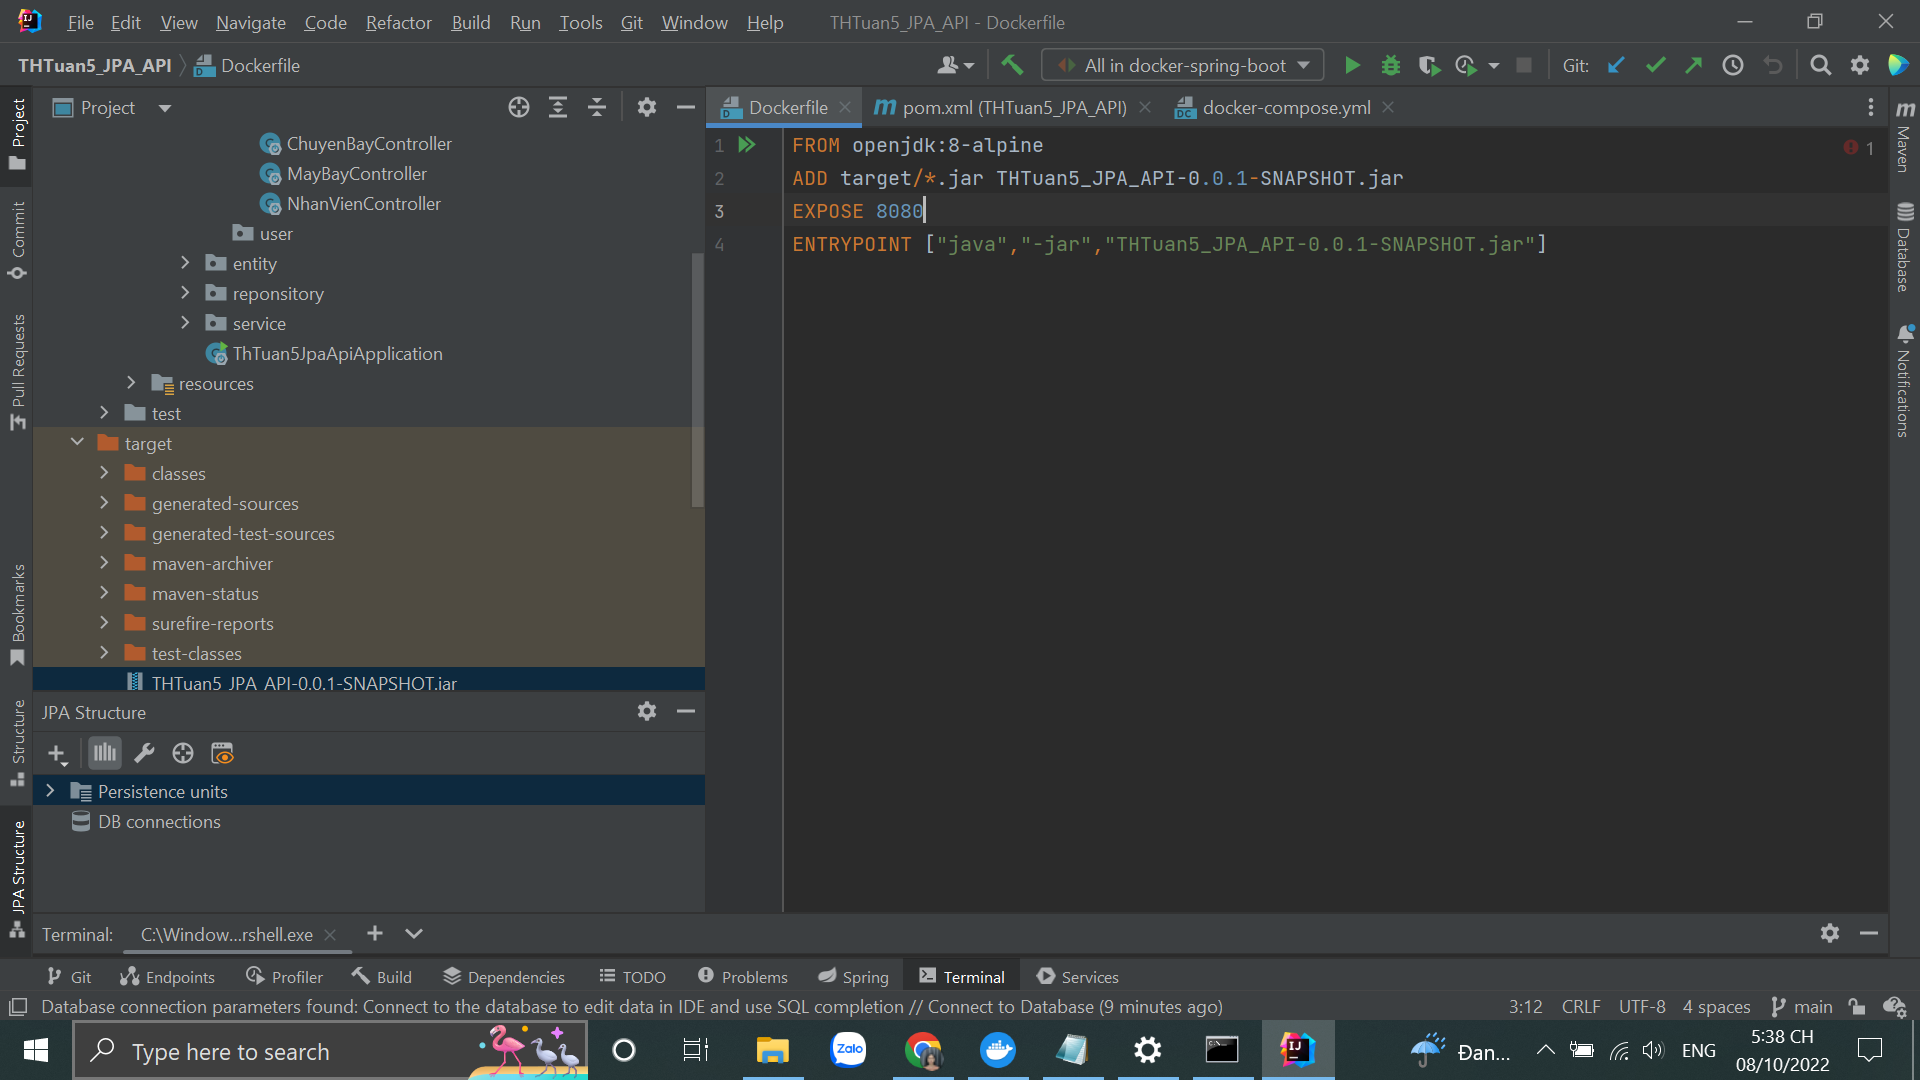 File Edit View Navigate Code Refactor Build Run Tools Git Window Help THTuan5_JPA_API - Dockerfile
THTuan5_JPA_API Dockerfile All in docker-spring-boot Git:
Project Dockerfile pom.xml (THTuan5_JPA_API) docker-compose.yml
ChuyenBayController
MayBayController
NhanVienController
user
entity
reponsitory
service
ThTuan5JpaApiApplication
resources
test
target
classes
generated-sources
generated-test-sources
maven-archiver
maven-status
surefire-reports
test-classes
THTuan5_JPA_API-0.0.1-SNAPSHOT.jar
1 FROM openjdk:8-alpine
2 ADD target/*.jar THTuan5_JPA_API-0.0.1-SNAPSHOT.jar
3 EXPOSE 8080
4 ENTRYPOINT ["java","-jar","THTuan5_JPA_API-0.0.1-SNAPSHOT.jar"]
1
JPA Structure
Persistence units
DB connections
Project
Commit
Pull Requests
Bookmarks
Structure
JPA Structure
Maven
Database
Notifications
Terminal: C:\Window...rshell.exe
Git Endpoints Profiler Build Dependencies TODO Problems Spring Terminal Services
Database connection parameters found: Connect to the database to edit data in IDE and use SQL completion // Connect to Database (9 minutes ago) 3:12 CRLF UTF-8 4 spaces main
Type here to search Zalo Đan... ENG 5:38 CH
08/10/2022